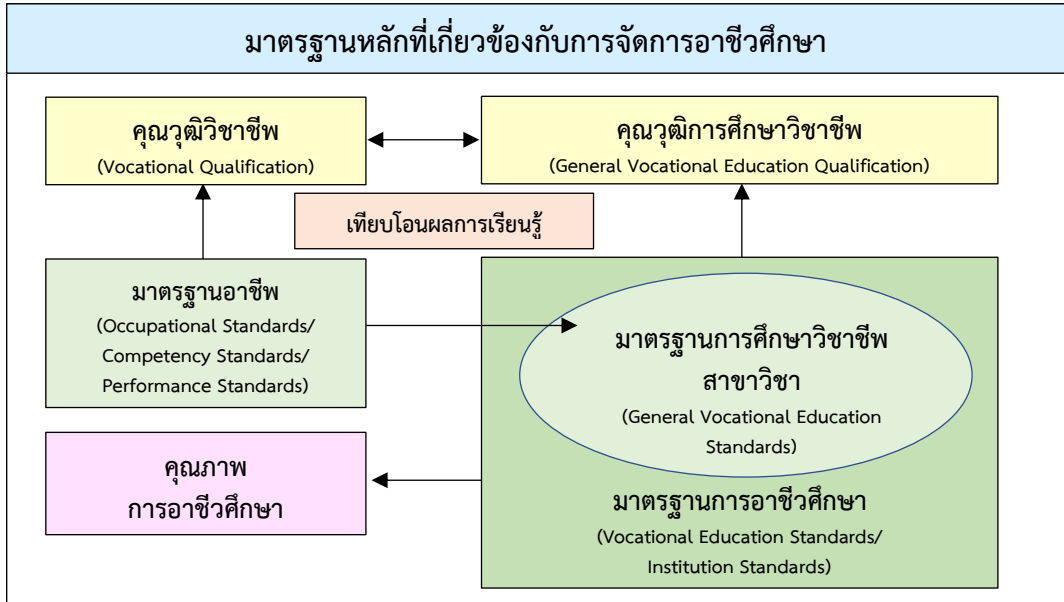 มาตรฐานหลักที่เกี่ยวข้องกับการจัดการอาชีวศึกษา
คุณวุฒิวิชาชีพ
(Vocational Qualification)
คุณวุฒิการศึกษาวิชาชีพ
(General Vocational Education Qualification)
เทียบโอนผลการเรียนรู้
มาตรฐานอาชีพ
(Occupational Standards/
Competency Standards/
Performance Standards)
มาตรฐานการศึกษาวิชาชีพ
สาขาวิชา
(General Vocational Education
Standards)
คุณภาพ
การอาชีวศึกษา
มาตรฐานการอาชีวศึกษา
(Vocational Education Standards/
Institution Standards)